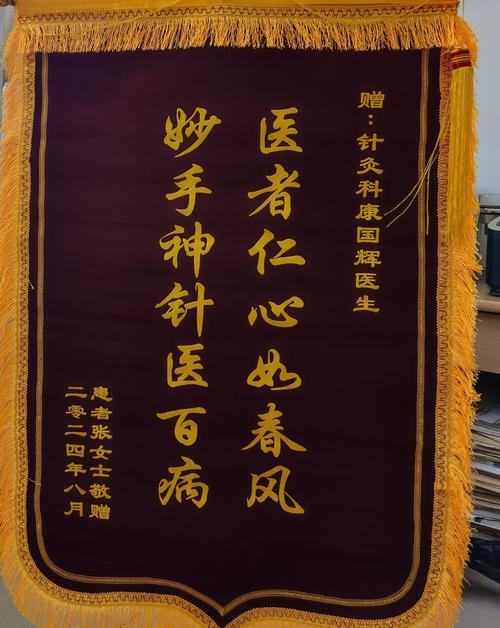 赠：针灸科康国辉医生
医者仁心如春风
妙手神针医百病
患者张女士敬赠
二零二四年八月